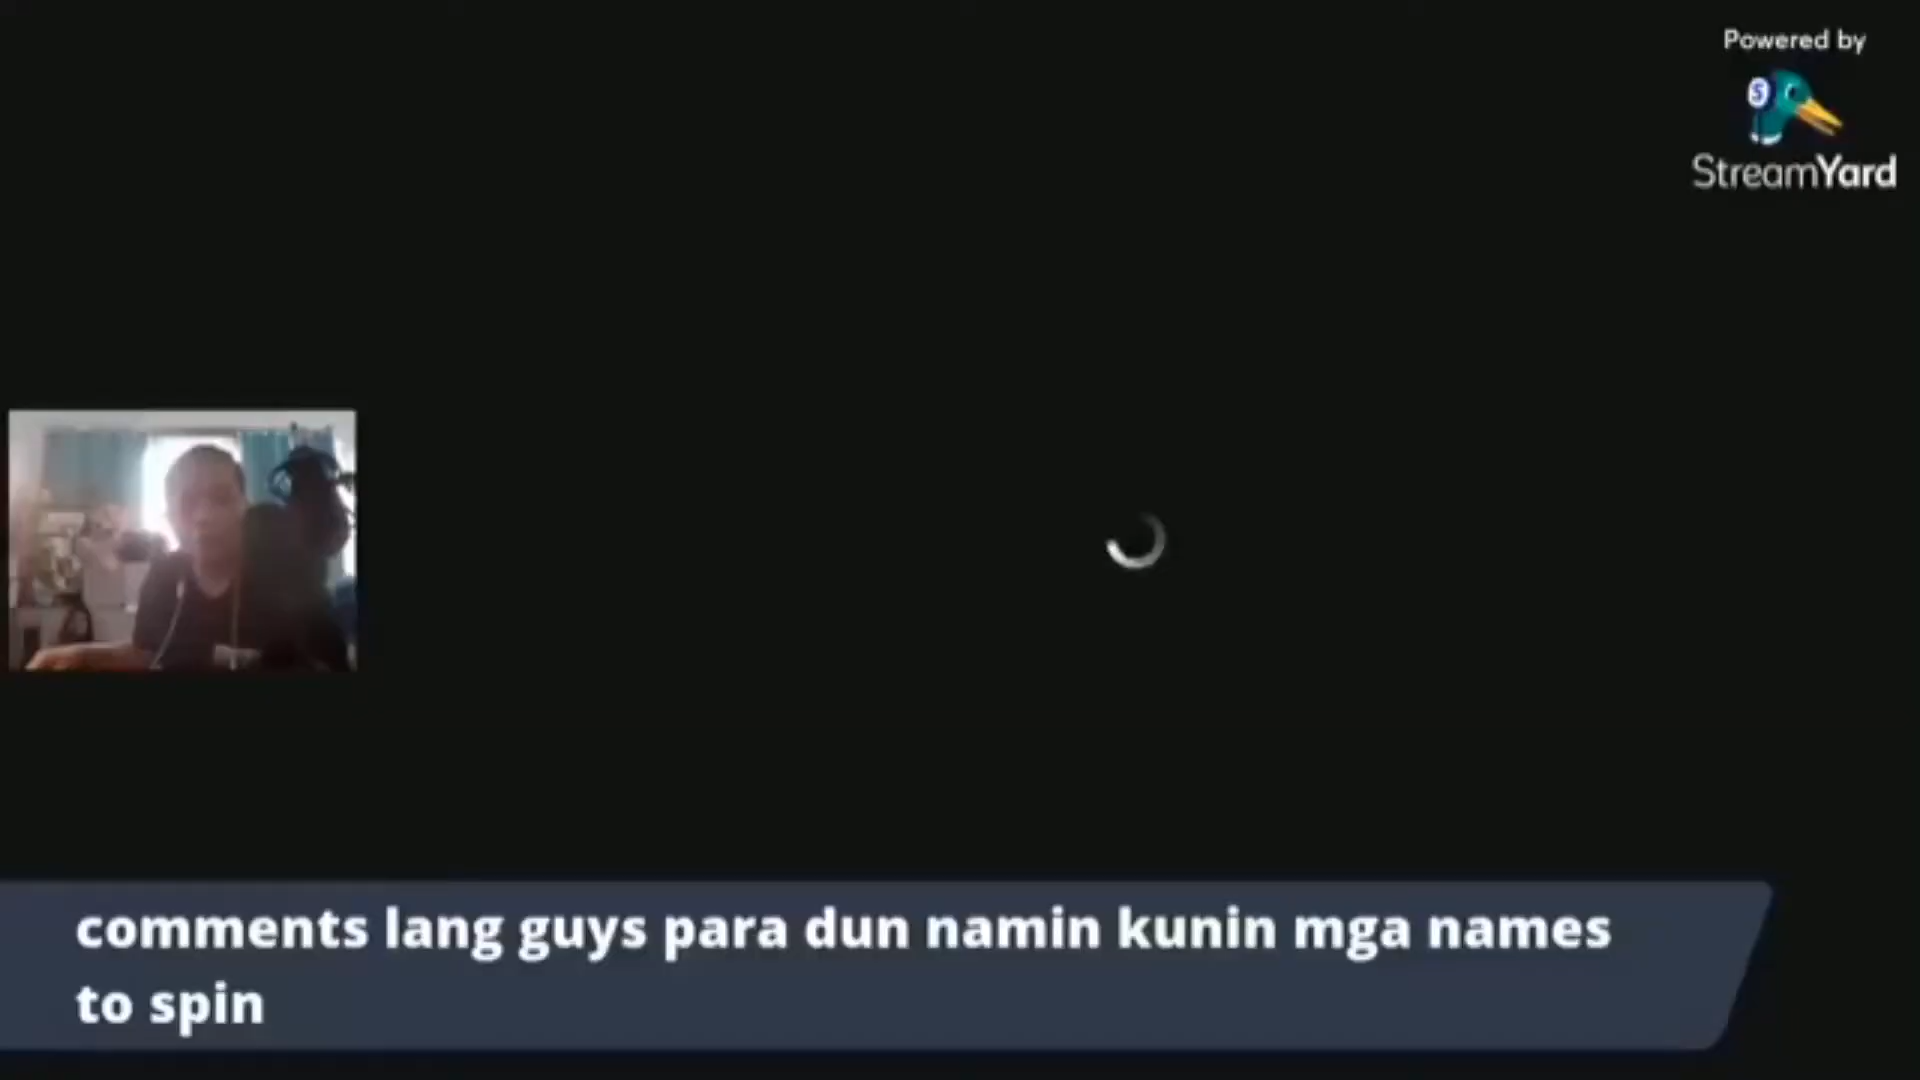 Powered by
S
StreamYard
comments lang guys para dun namin kunin mga names
to spin